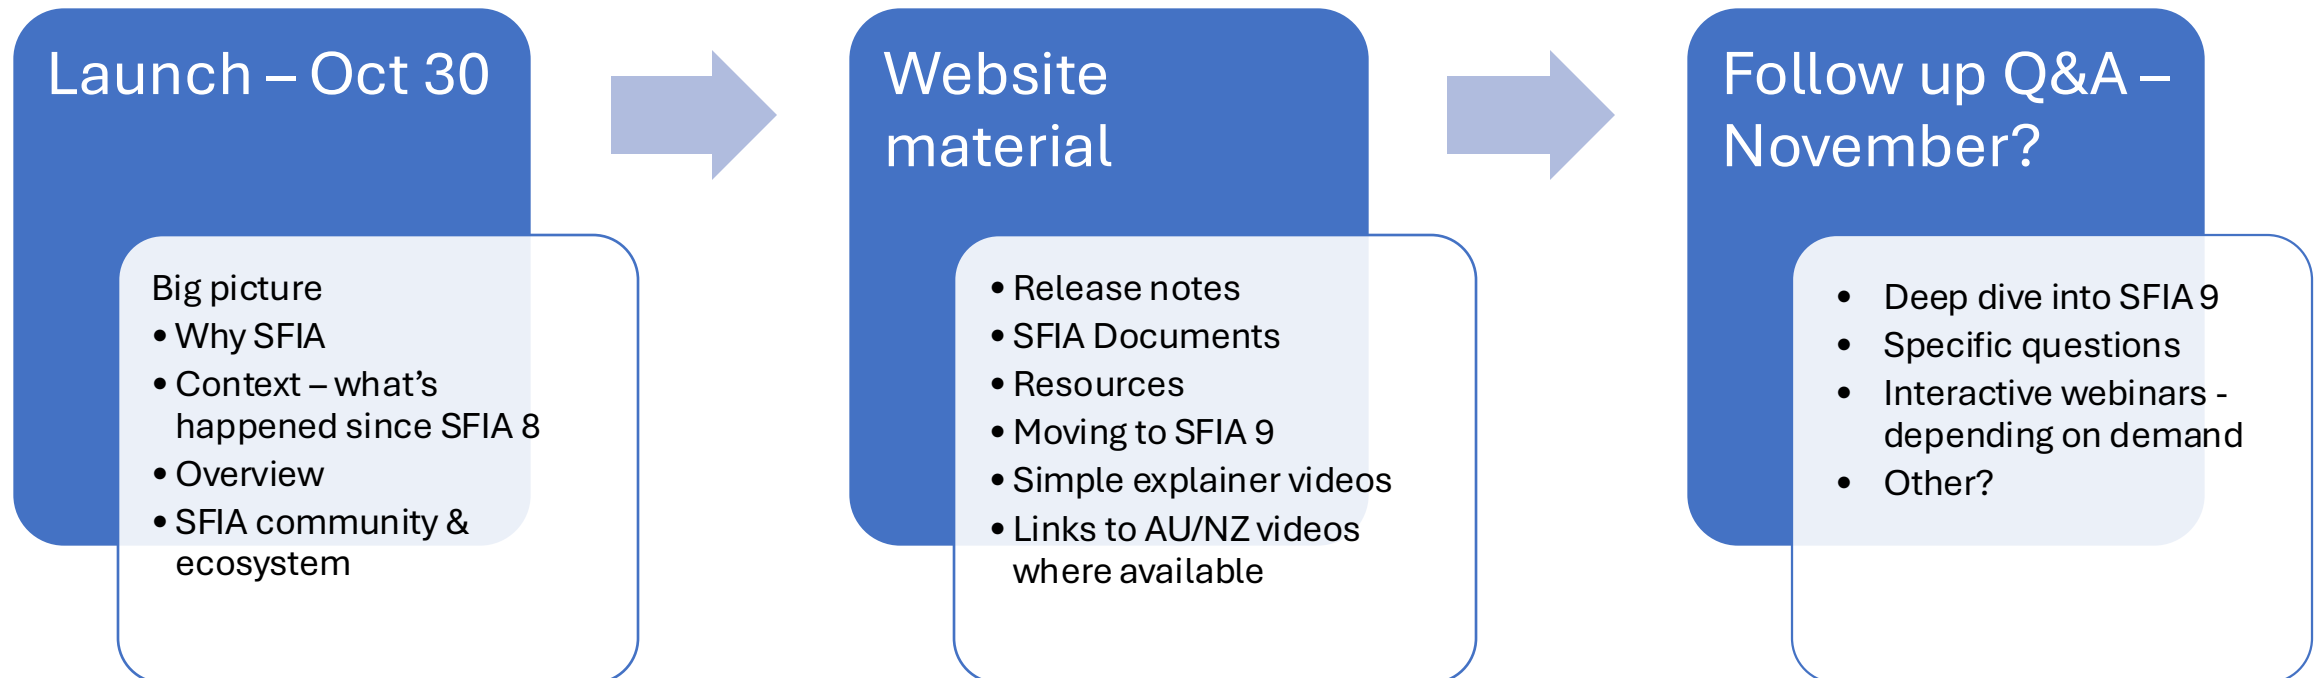 Launch – Oct 30
Big picture
• Why SFIA
• Context – what’s
happened since SFIA 8
• Overview
• SFIA community &
ecosystem
Website
material
• Release notes
• SFIA Documents
• Resources
• Moving to SFIA 9
• Simple explainer videos
• Links to AU/NZ videos
where available
Follow up Q&A –
November?
• Deep dive into SFIA 9
• Specific questions
• Interactive webinars -
depending on demand
• Other?